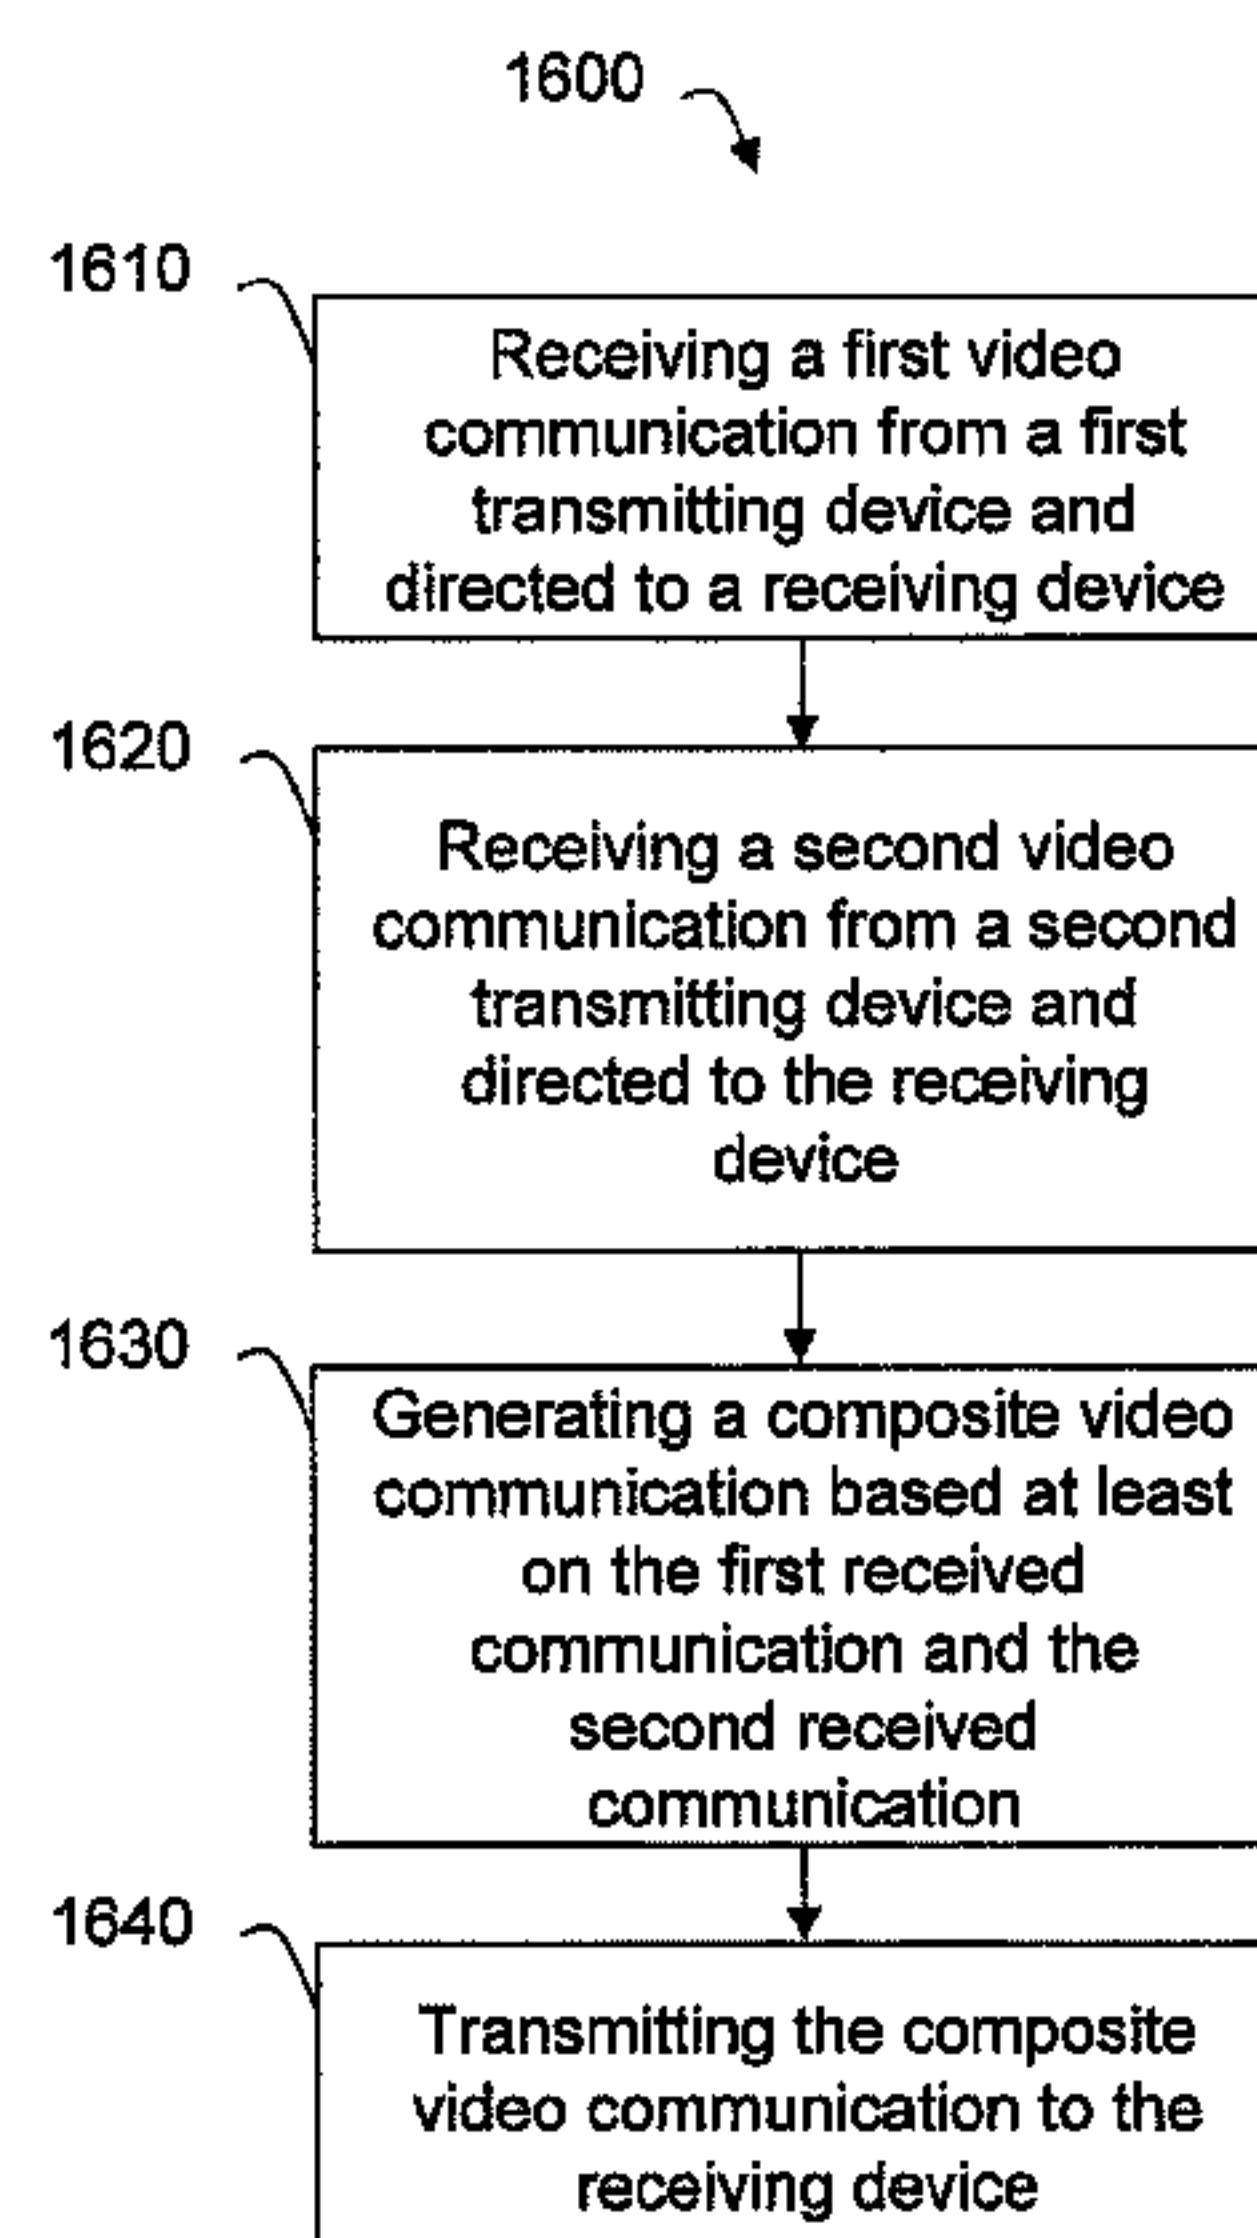 1600
1610
Receiving a first video
communication from a first
transmitting device and
directed to a receiving device
1620
Receiving a second video
communication from a second
transmitting device and
directed to the receiving
device
1630
Generating a composite video
communication based at least
on the first received
communication and the
second received
communication
1640
Transmitting the composite
video communication to the
receiving device